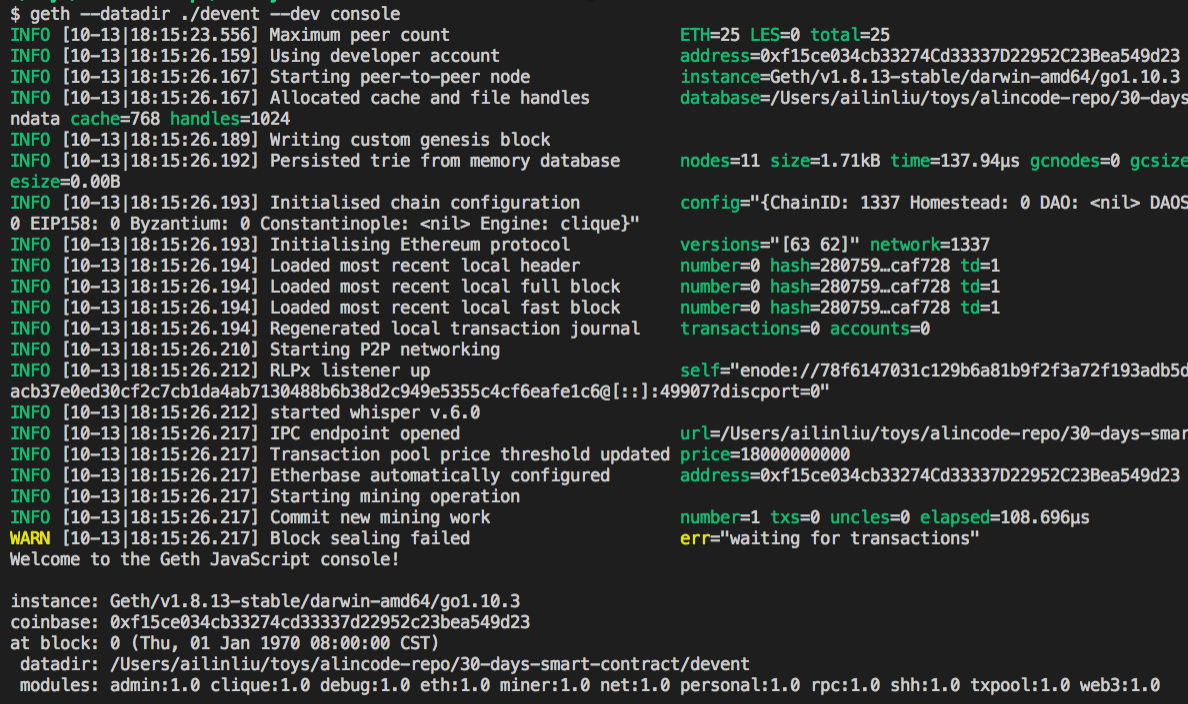 $ geth --datadir ./devent --dev console
INFO [10-13|18:15:23.556] Maximum peer count                       ETH=25 LES=0 total=25
INFO [10-13|18:15:26.159] Using developer account                  address=0xf15ce034cb33274Cd33337D22952C23Bea549d23
INFO [10-13|18:15:26.167] Starting peer-to-peer node               instance=Geth/v1.8.13-stable/darwin-amd64/go1.10.3
INFO [10-13|18:15:26.167] Allocated cache and file handles         database=/Users/ailinliu/toys/alincode-repo/30-days
ndata cache=768 handles=1024
INFO [10-13|18:15:26.189] Writing custom genesis block
INFO [10-13|18:15:26.192] Persisted trie from memory database      nodes=11 size=1.71kB time=137.94µs gcnodes=0 gcsize
esize=0.00B
INFO [10-13|18:15:26.193] Initialised chain configuration          config="{ChainID: 1337 Homestead: 0 DAO: <nil> DAOS
0 EIP158: 0 Byzantium: 0 Constantinople: <nil> Engine: clique}"
INFO [10-13|18:15:26.193] Initialising Ethereum protocol           versions="[63 62]" network=1337
INFO [10-13|18:15:26.194] Loaded most recent local header          number=0 hash=280759…caf728 td=1
INFO [10-13|18:15:26.194] Loaded most recent local full block      number=0 hash=280759…caf728 td=1
INFO [10-13|18:15:26.194] Loaded most recent local fast block      number=0 hash=280759…caf728 td=1
INFO [10-13|18:15:26.194] Regenerated local transaction journal    transactions=0 accounts=0
INFO [10-13|18:15:26.210] Starting P2P networking
INFO [10-13|18:15:26.212] RLPx listener up                         self="enode://78f6147031c129b6a81b9f2f3a72f193adb5d
acb37e0ed30cf2c7cb1da4ab7130488b6b38d2c949e5355c4cf6eafe1c6@[::]:49907?discport=0"
INFO [10-13|18:15:26.212] started whisper v.6.0
INFO [10-13|18:15:26.217] IPC endpoint opened                      url=/Users/ailinliu/toys/alincode-repo/30-days-smar
INFO [10-13|18:15:26.217] Transaction pool price threshold updated price=18000000000
INFO [10-13|18:15:26.217] Etherbase automatically configured       address=0xf15ce034cb33274Cd33337D22952C23Bea549d23
INFO [10-13|18:15:26.217] Starting mining operation
INFO [10-13|18:15:26.217] Commit new mining work                   number=1 txs=0 uncles=0 elapsed=108.696µs
WARN [10-13|18:15:26.217] Block sealing failed                     err="waiting for transactions"
Welcome to the Geth JavaScript console!

instance: Geth/v1.8.13-stable/darwin-amd64/go1.10.3
coinbase: 0xf15ce034cb33274cd33337d22952c23bea549d23
at block: 0 (Thu, 01 Jan 1970 08:00:00 CST)
 datadir: /Users/ailinliu/toys/alincode-repo/30-days-smart-contract/devent
 modules: admin:1.0 clique:1.0 debug:1.0 eth:1.0 miner:1.0 net:1.0 personal:1.0 rpc:1.0 shh:1.0 txpool:1.0 web3:1.0